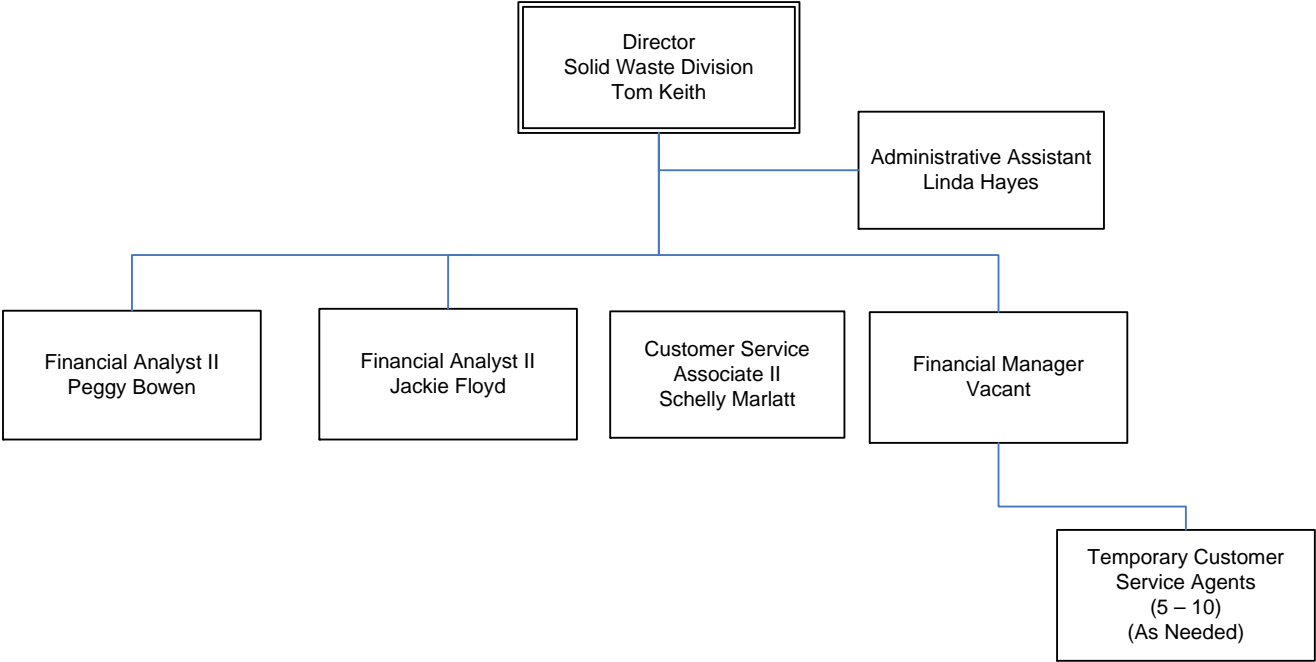 Director
Solid Waste Division
Tom Keith
Administrative Assistant
Linda Hayes
Financial Analyst II
Peggy Bowen
Financial Analyst II
Jackie Floyd
Customer Service
Associate II
Schelly Marlatt
Financial Manager
Vacant
Temporary Customer
Service Agents
(5 – 10)
(As Needed)